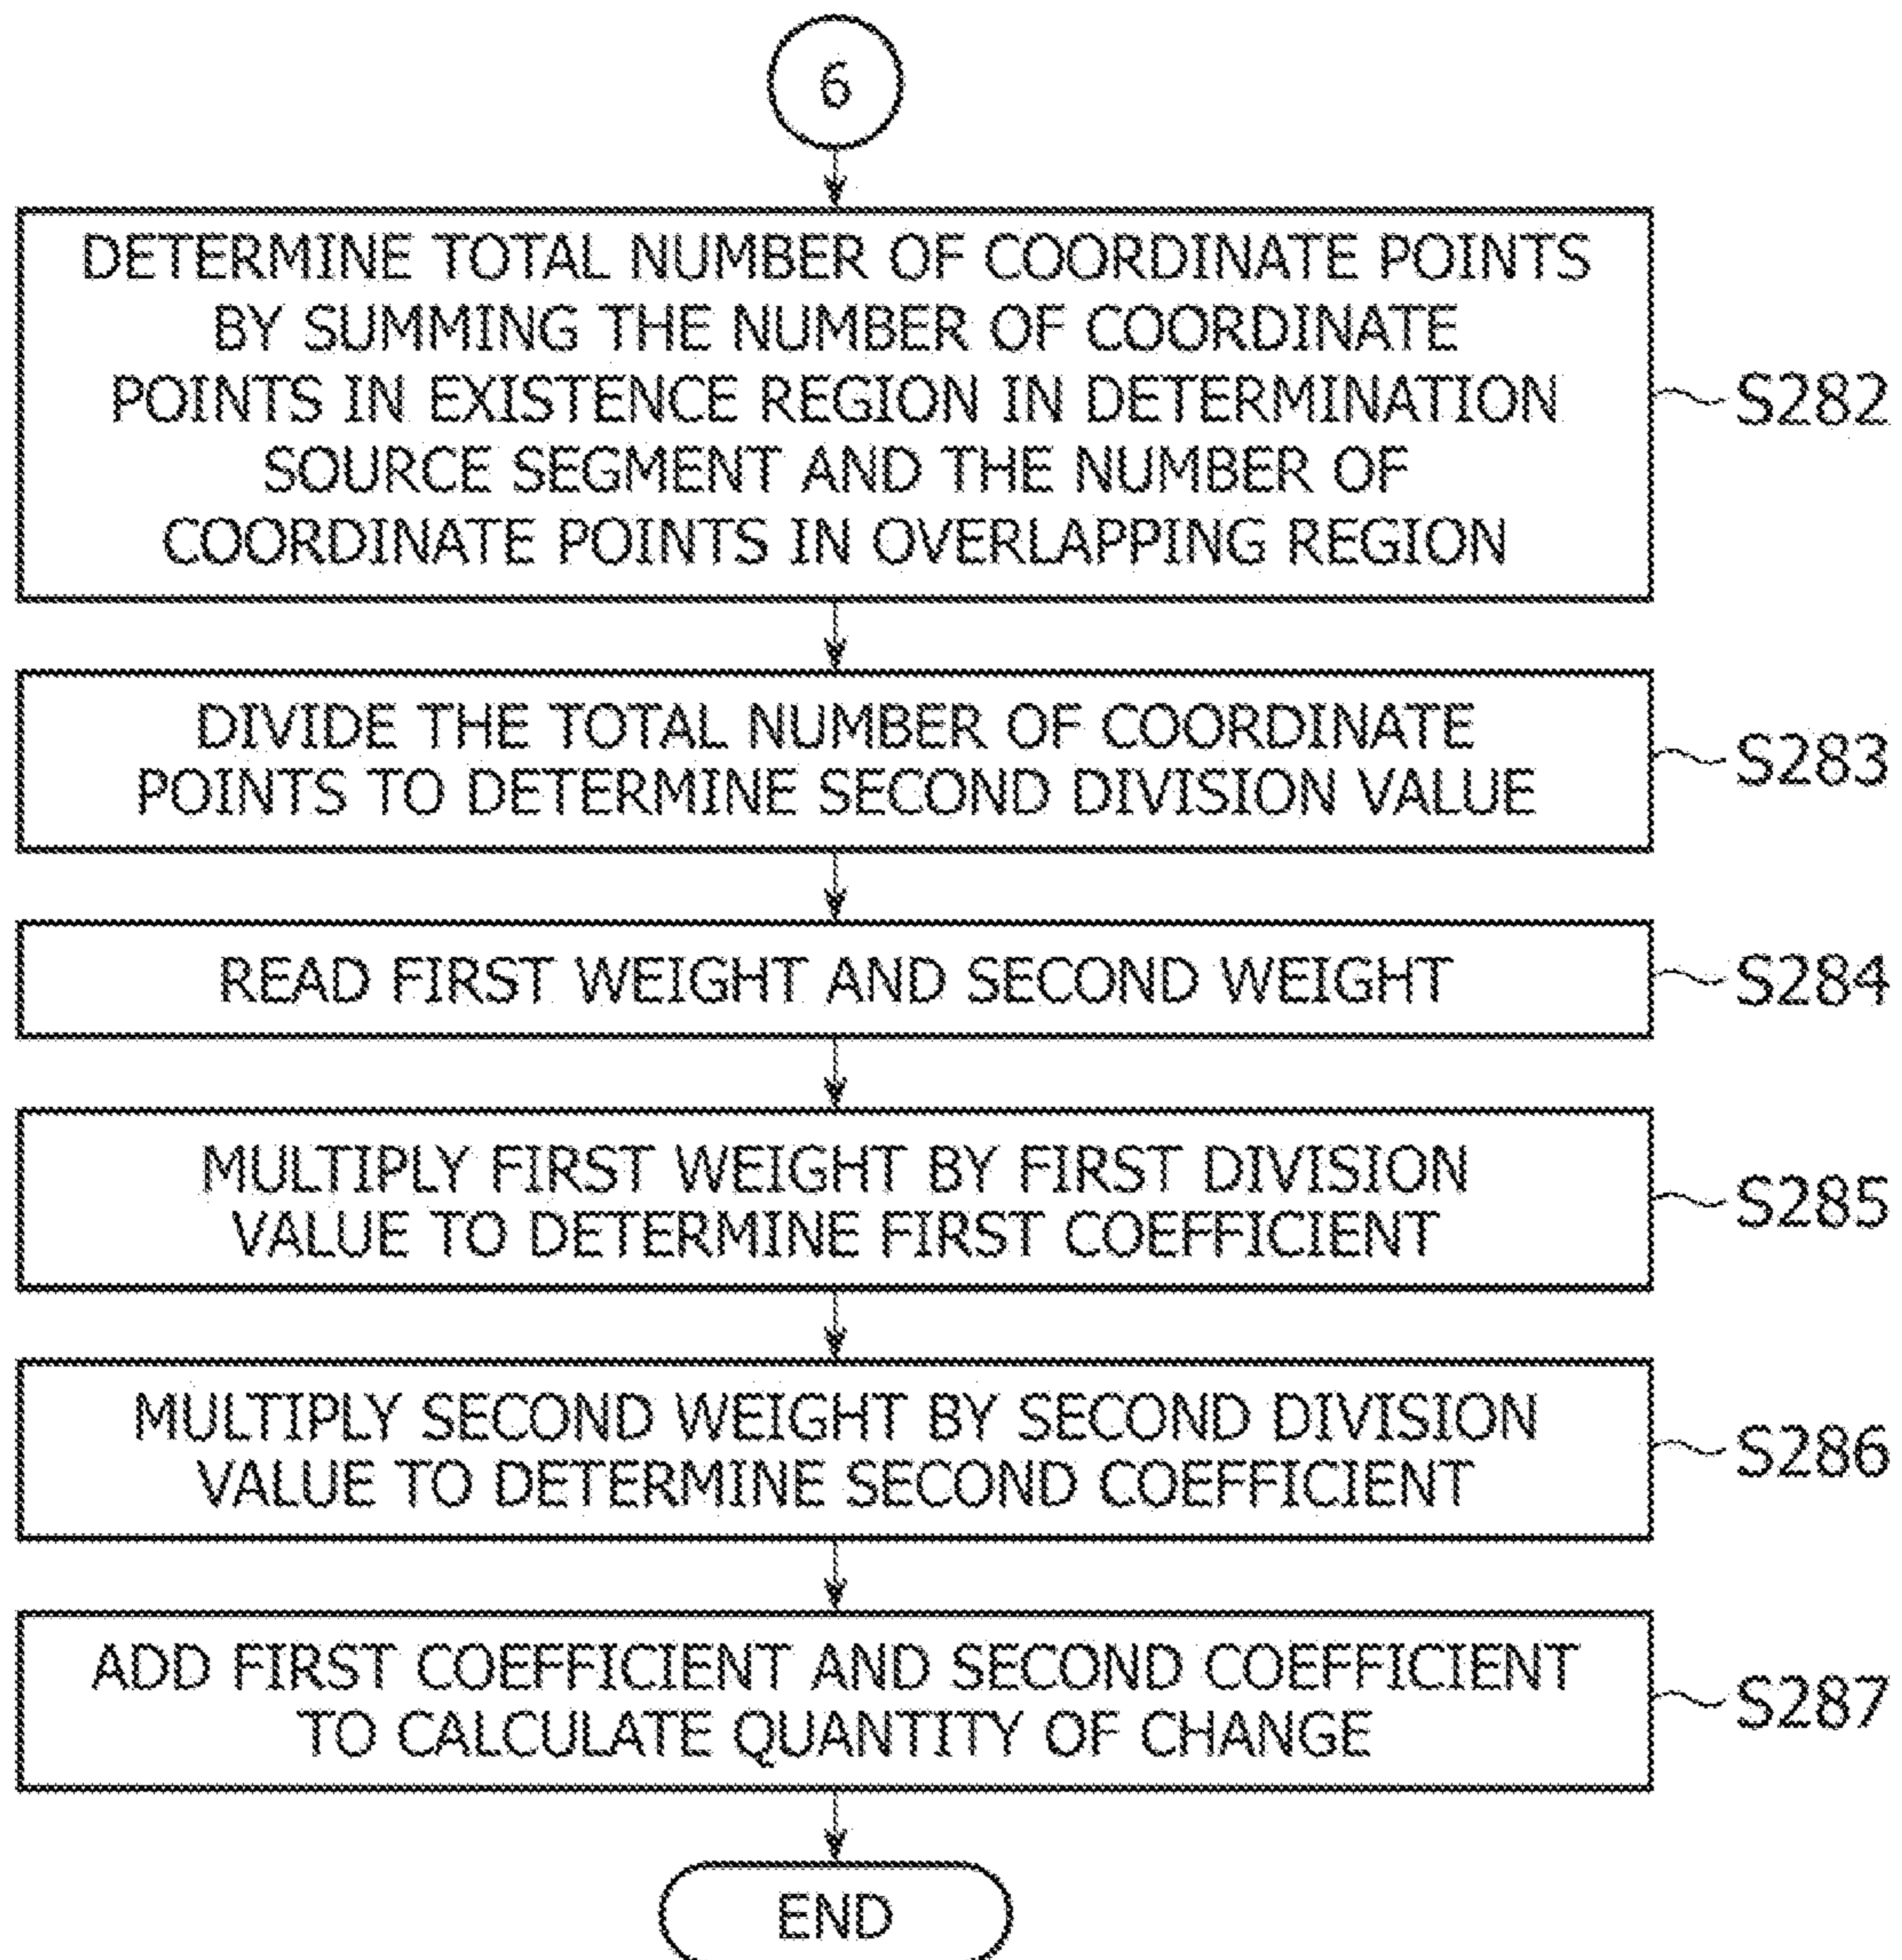 6
DETERMINE TOTAL NUMBER OF COORDINATE POINTS
BY SUMMING THE NUMBER OF COORDINATE
POINTS IN EXISTENCE REGION IN DETERMINATION
SOURCE SEGMENT AND THE NUMBER OF
COORDINATE POINTS IN OVERLAPPING REGION
S282
DIVIDE THE TOTAL NUMBER OF COORDINATE
POINTS TO DETERMINE SECOND DIVISION VALUE
S283
READ FIRST WEIGHT AND SECOND WEIGHT
S284
MULTIPLY FIRST WEIGHT BY FIRST DIVISION
VALUE TO DETERMINE FIRST COEFFICIENT
S285
MULTIPLY SECOND WEIGHT BY SECOND DIVISION
VALUE TO DETERMINE SECOND COEFFICIENT
S286
ADD FIRST COEFFICIENT AND SECOND COEFFICIENT
TO CALCULATE QUANTITY OF CHANGE
S287
END